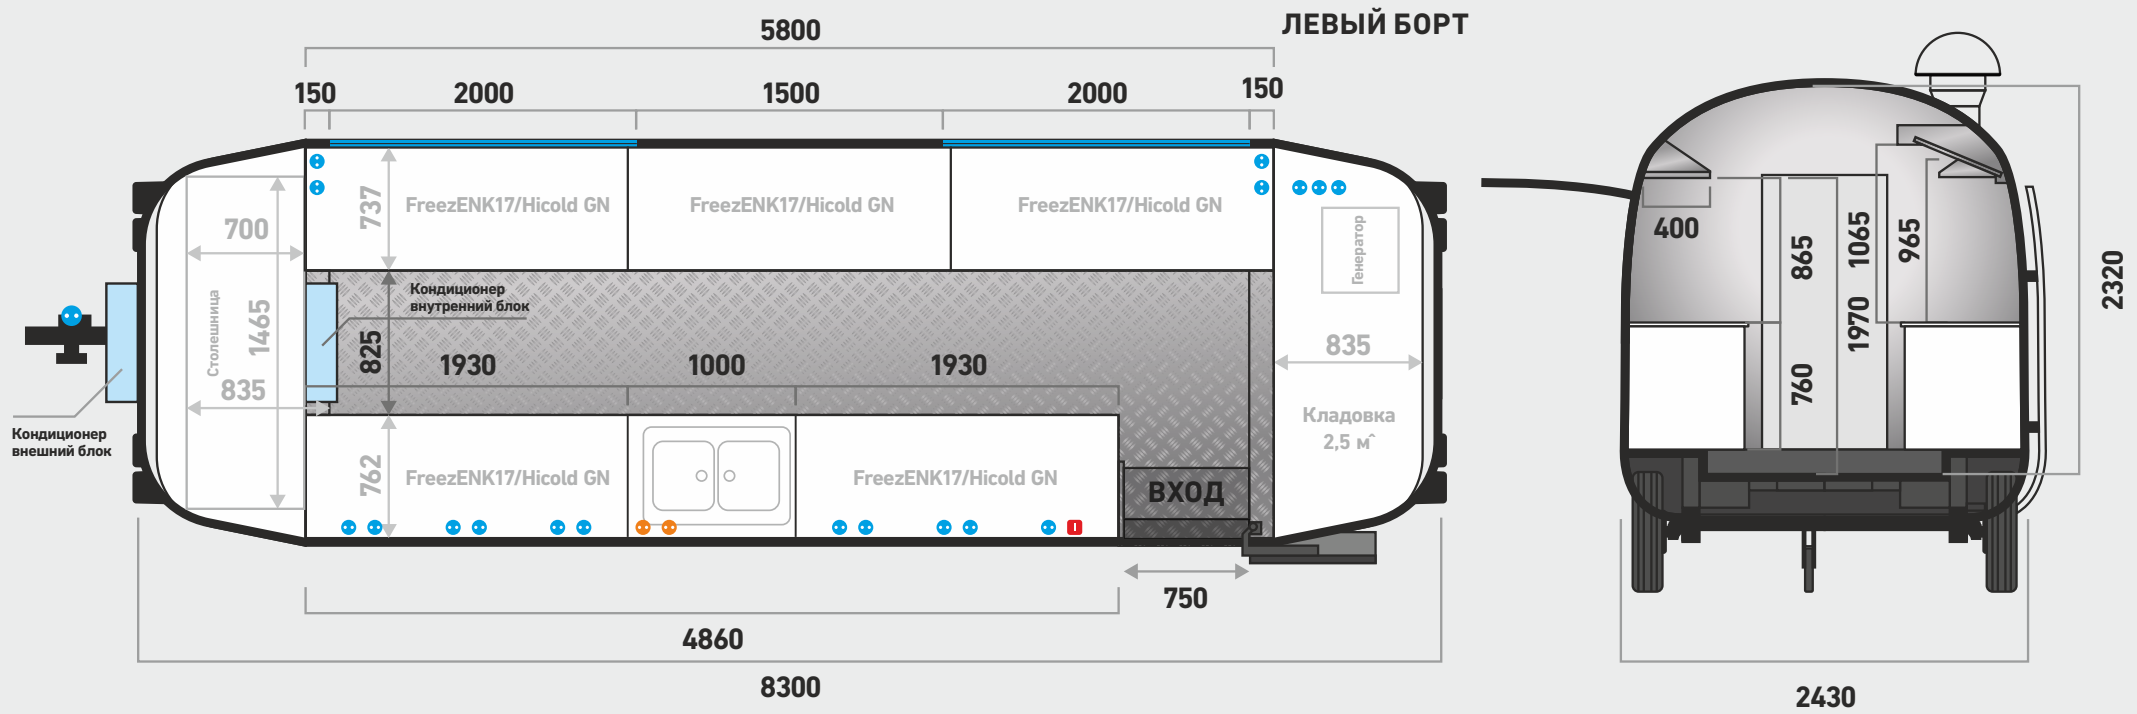 5800
ЛЕВЫЙ БОРТ
150
2000
1500
2000
150
737
FreezENK17/Hicold GN
FreezENK17/Hicold GN
FreezENK17/Hicold GN
700
Столешница
1465
835
Кондиционер
внутренний блок
825
1930
1000
1930
Генератор
835
Кладовка
2,5 м^
Кондиционер
внешний блок
762
FreezENK17/Hicold GN
FreezENK17/Hicold GN
ВХОД
750
4860
8300
400
865
1065
965
1970
760
2320
2430